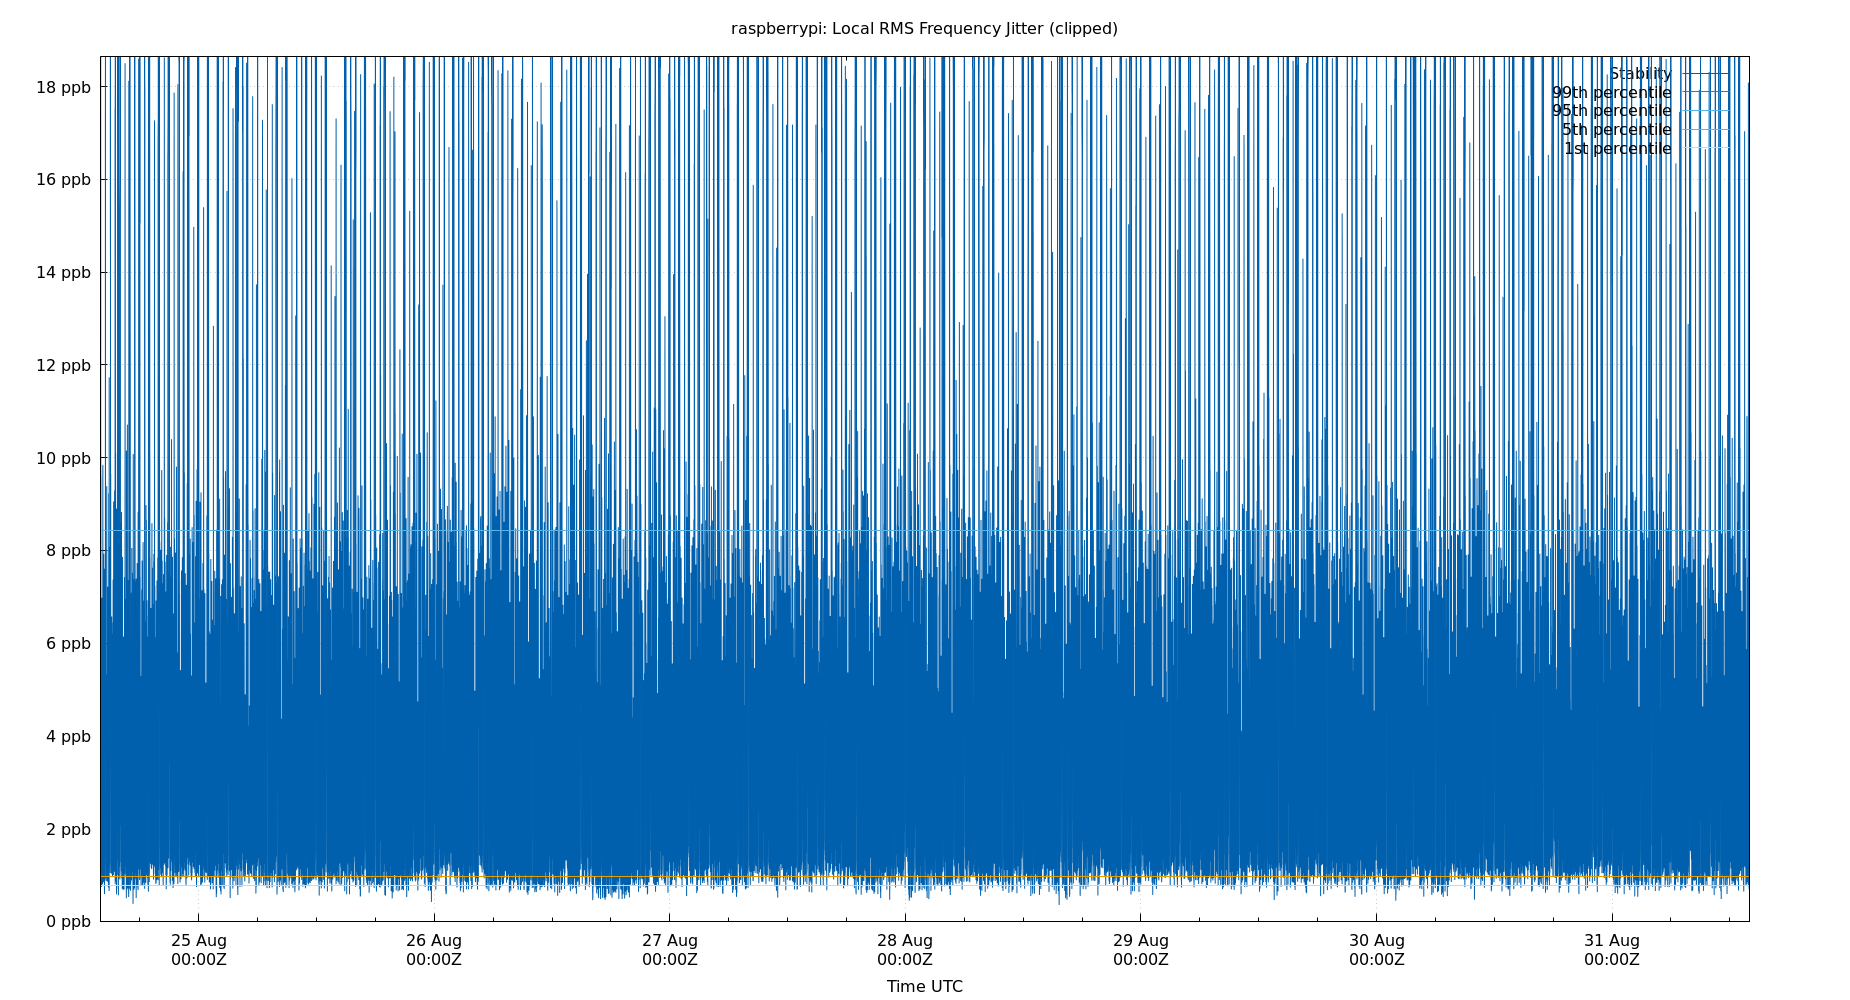 raspberrypi: Local RMS Frequency Jitter (clipped)
18 ppb
16 ppb
14 ppb
12 ppb
10 ppb
8 ppb
6 ppb
4 ppb
2 ppb
0 ppb
Stability
99th percentile
95th percentile
5th percentile
1st percentile
25 Aug
00:00Z
26 Aug
00:00Z
27 Aug
00:00Z
28 Aug
00:00Z
29 Aug
00:00Z
30 Aug
00:00Z
31 Aug
00:00Z
Time UTC